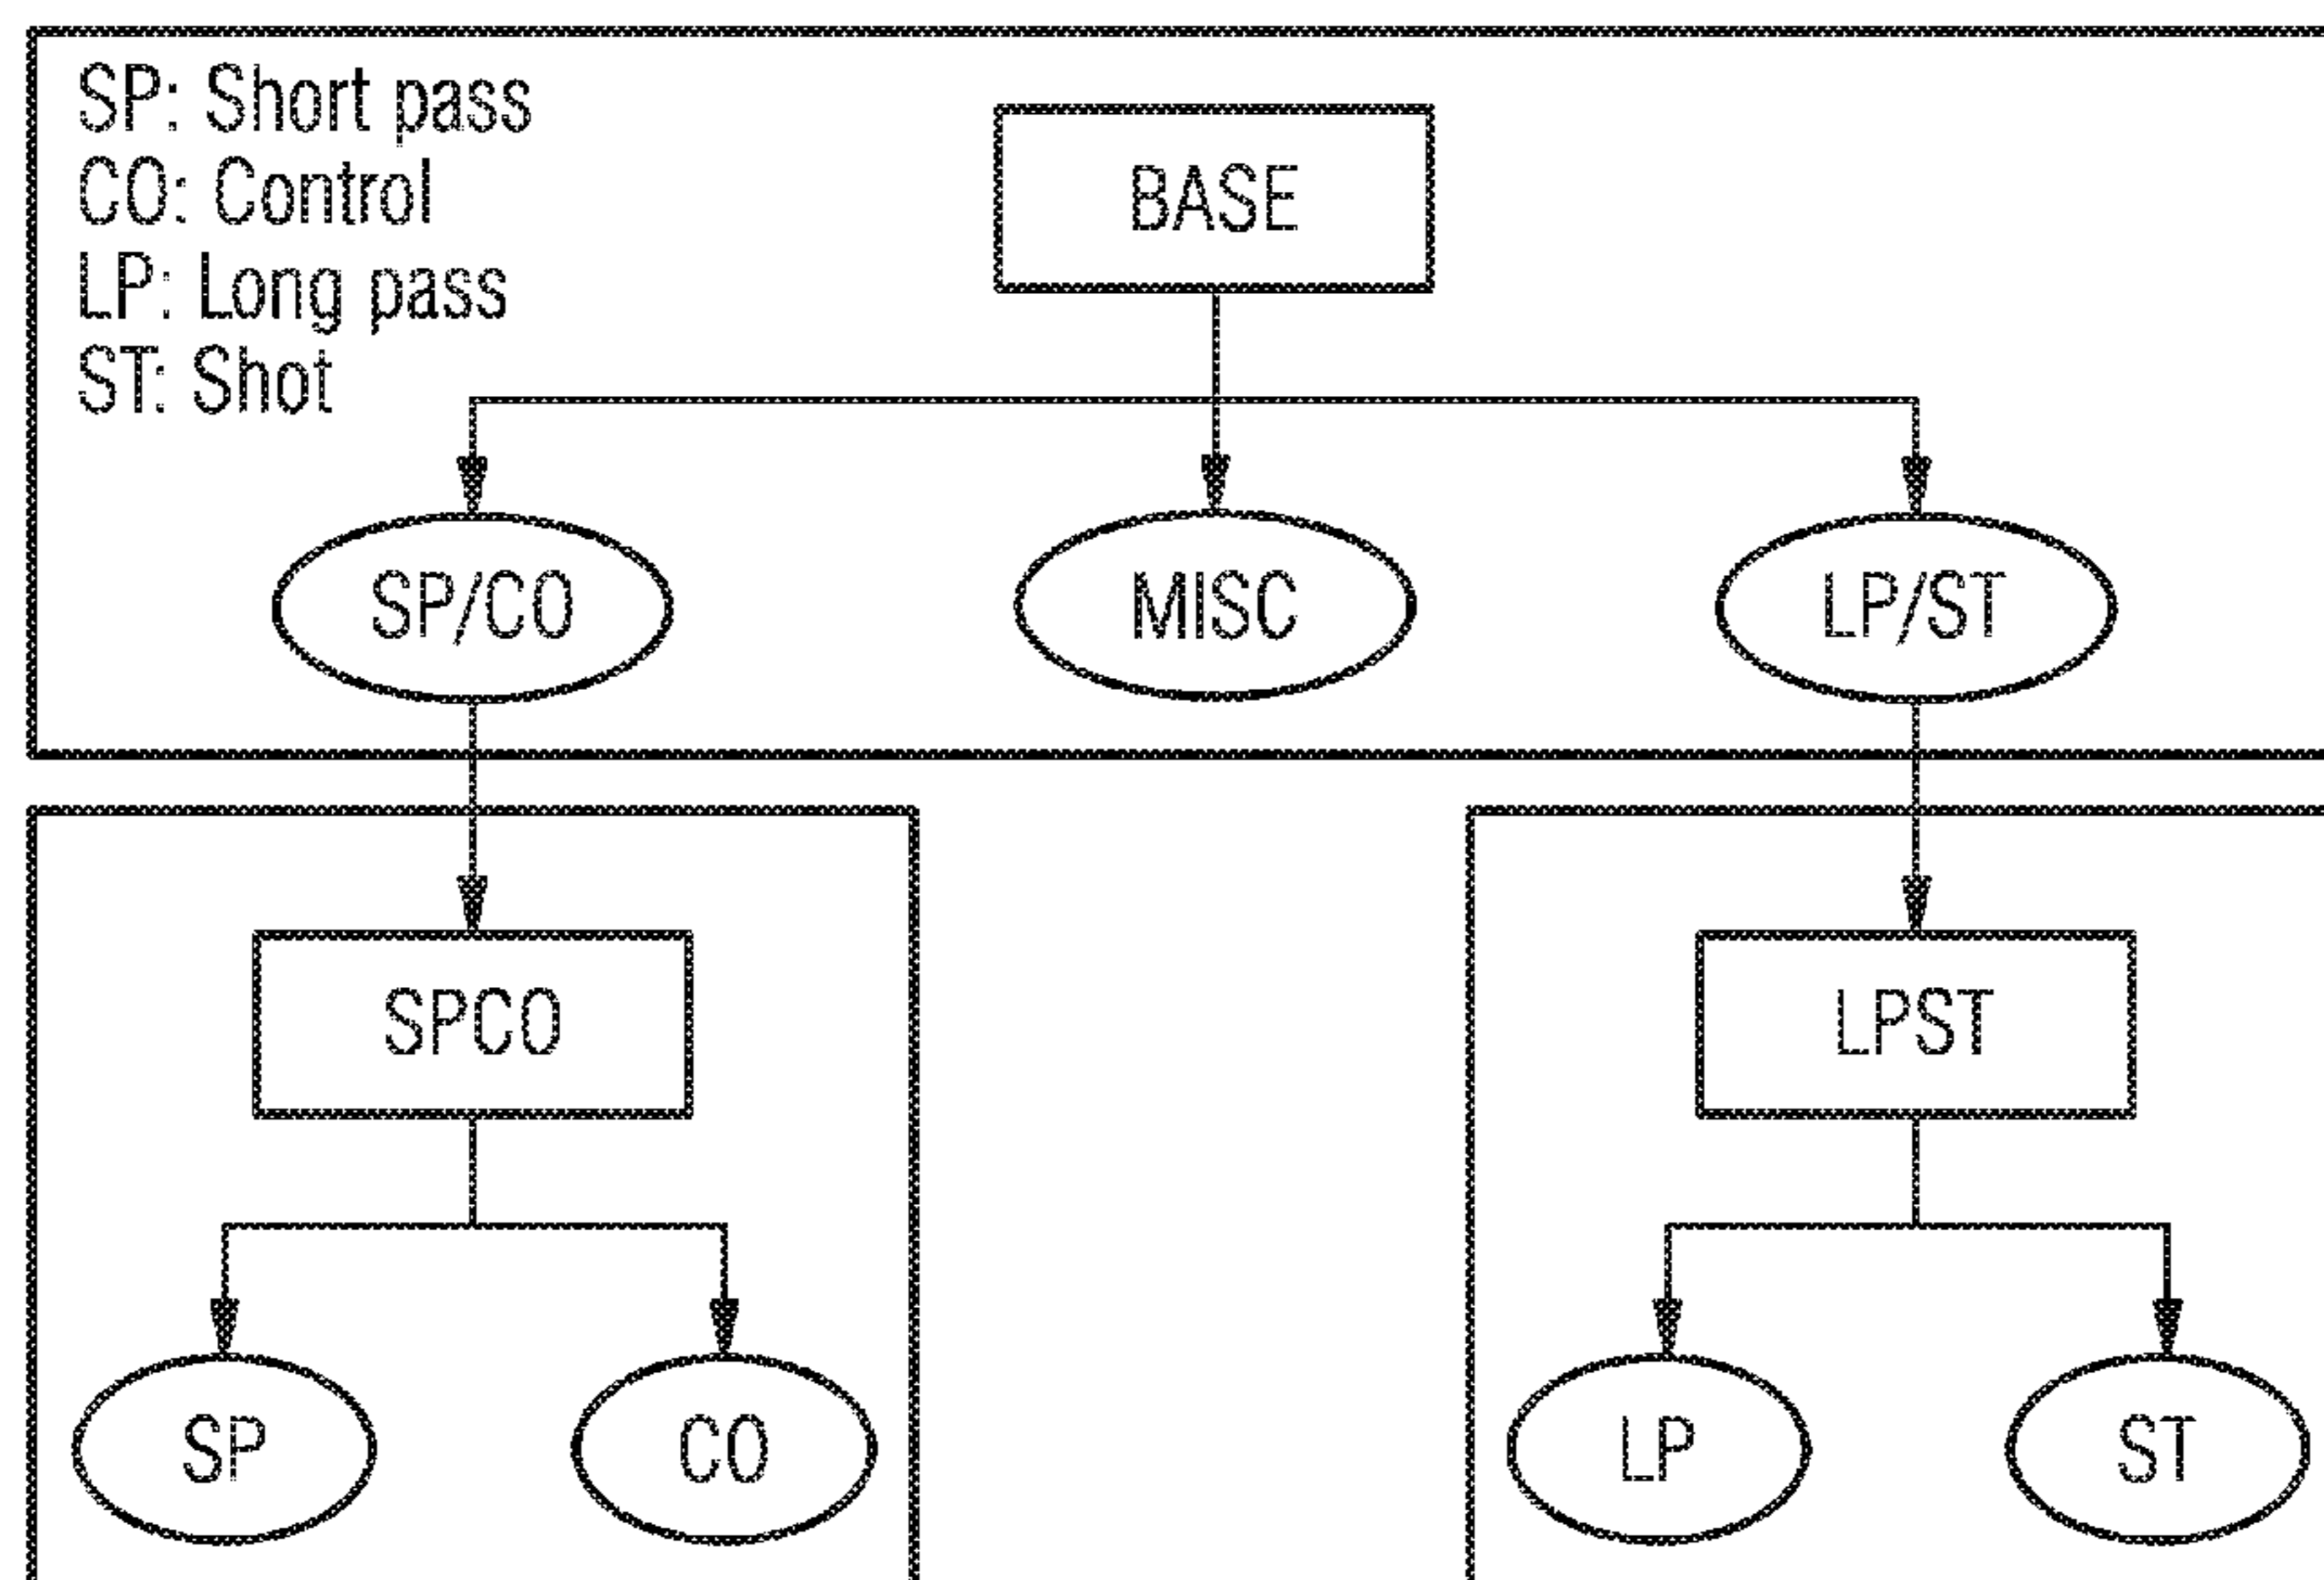 SP: Short pass
CO: Control
LP: Long pass
ST: Shot
BASE
SP/CO
MISC
LP/ST
SPCO
LPST
SP
CO
LP
ST